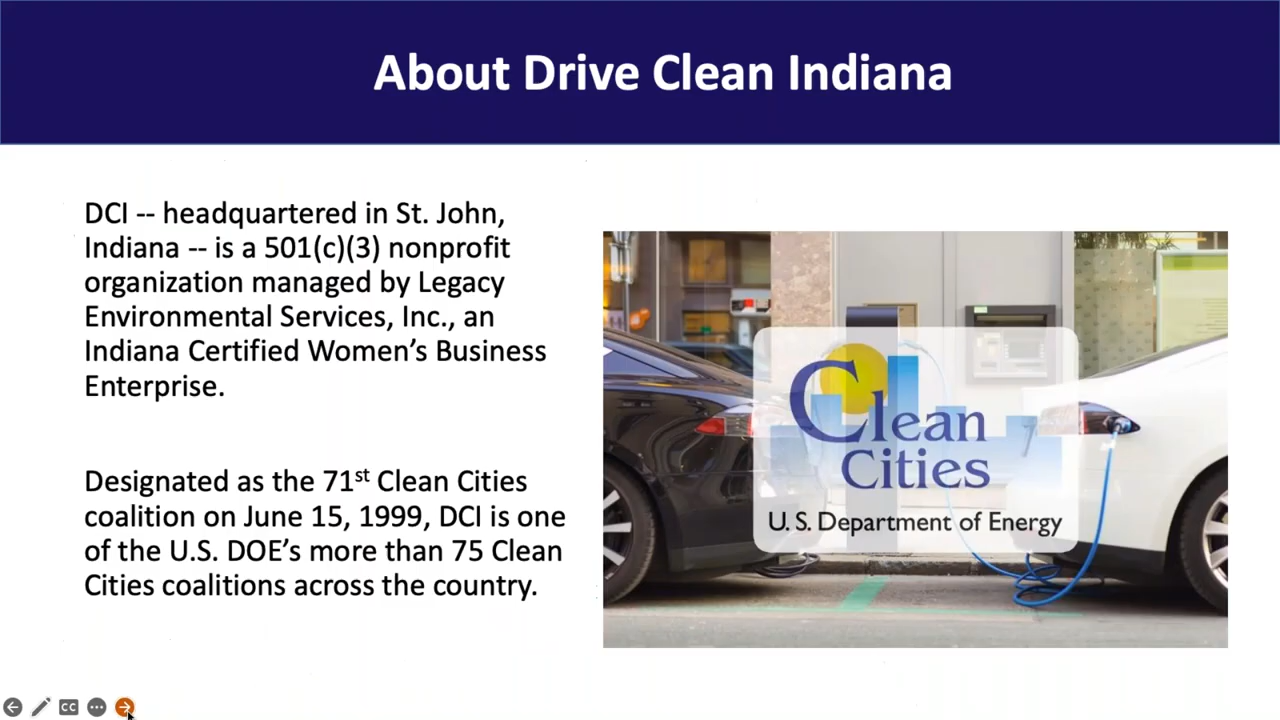 About Drive Clean Indiana
DCI -- headquartered in St. John,
Indiana -- is a 501(c)(3) nonprofit
organization managed by Legacy
Environmental Services, Inc., an
Indiana Certified Women’s Business
Enterprise.
Designated as the 71st Clean Cities
coalition on June 15, 1999, DCI is one
of the U.S. DOE’s more than 75 Clean
Cities coalitions across the country.
Clean
Cities
U. S. Department of Energy
CC